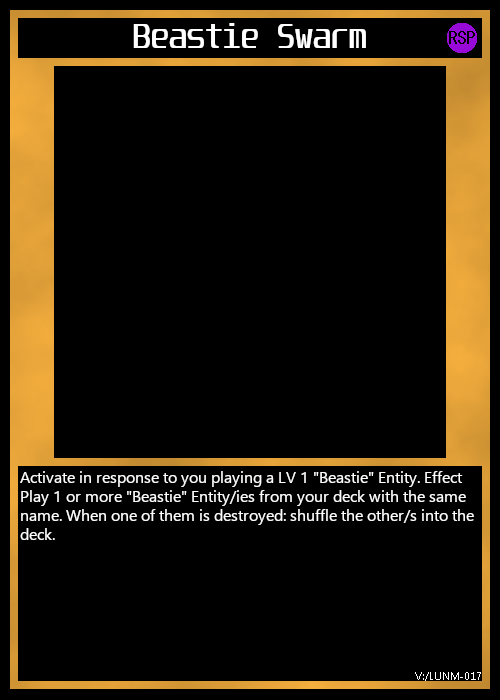 Beastie Swarm
RSP
Activate in response to you playing a LV 1 "Beastie" Entity. Effect
Play 1 or more "Beastie" Entity/ies from your deck with the same
name. When one of them is destroyed: shuffle the other/s into the
deck.
V:/LUNM-017